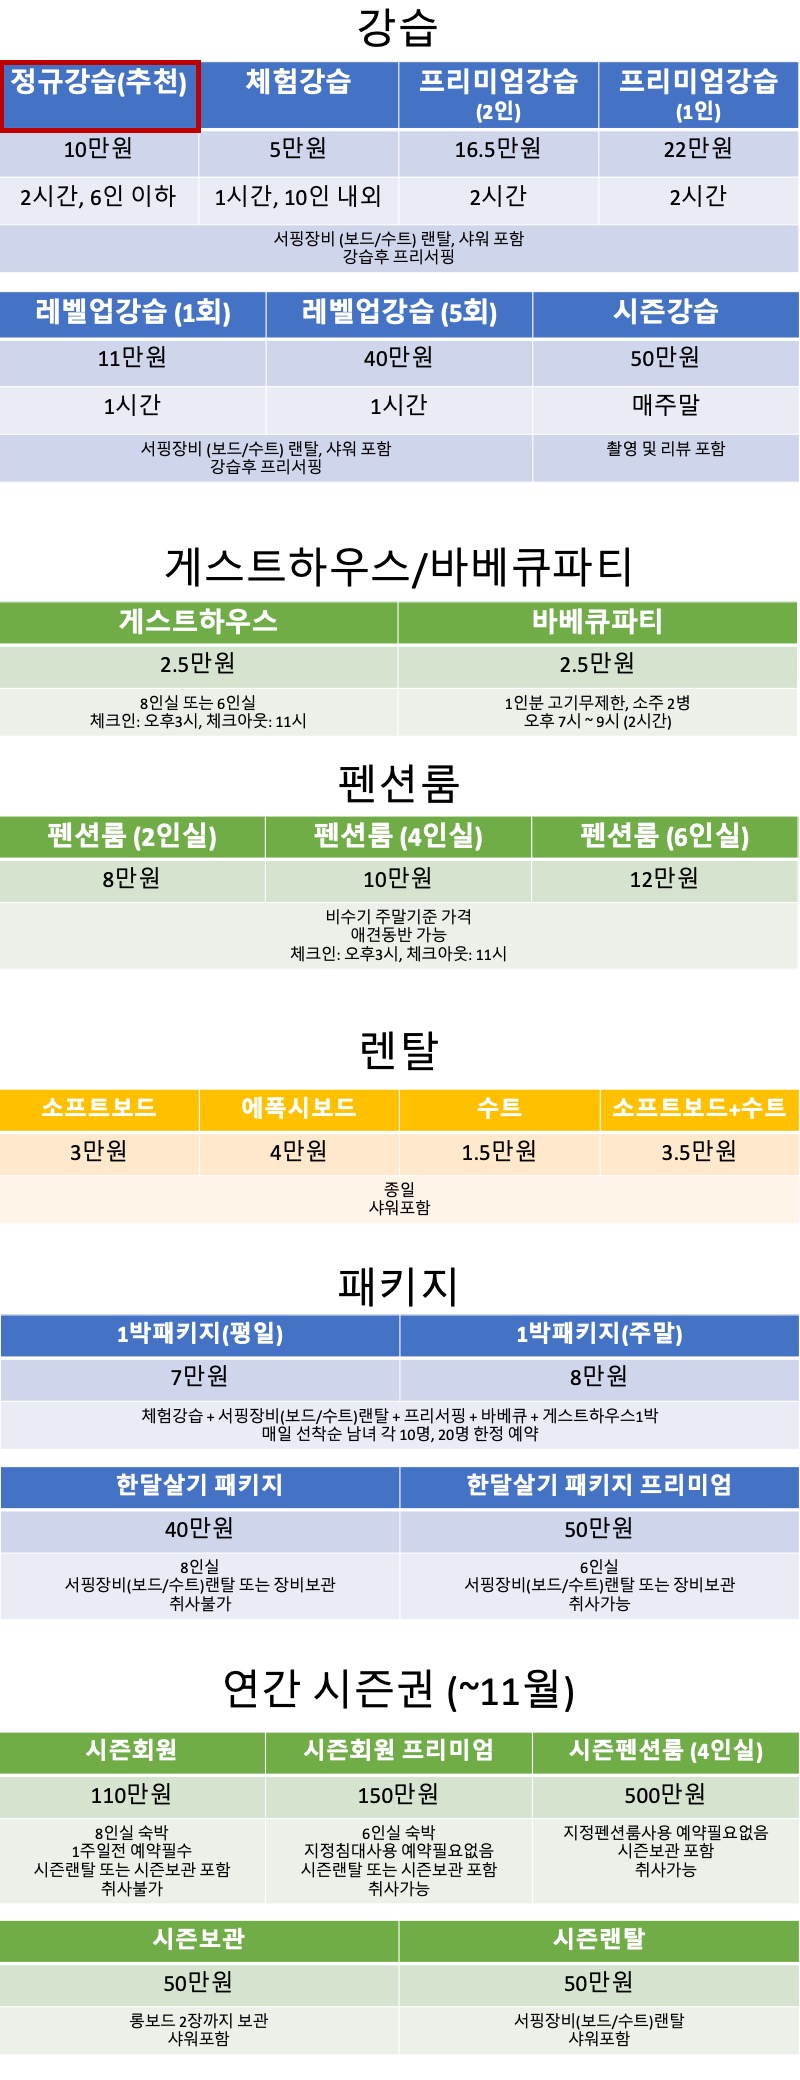 강습
정규강습(추천) 체험강습 프리미엄강습 프리미엄강습
(2인) (1인)
10만원 5만원 16.5만원 22만원
2시간, 6인 이하 1시간, 10인 내외 2시간 2시간
서핑장비 (보드/수트) 랜탈, 샤워 포함
강습후 프리서핑
레벨업강습 (1회) 레벨업강습 (5회) 시즌강습
11만원 40만원 50만원
1시간 1시간 매주말
서핑장비 (보드/수트) 랜탈, 샤워 포함 촬영 및 리뷰 포함
강습후 프리서핑
게스트하우스/바베큐파티
게스트하우스 바베큐파티
2.5만원 2.5만원
8인실 또는 6인실 1인분 고기무제한, 소주 2병
체크인: 오후3시, 체크아웃: 11시 오후 7시 ~ 9시 (2시간)
펜션룸
펜션룸 (2인실) 펜션룸 (4인실) 펜션룸 (6인실)
8만원 10만원 12만원
비수기 주말기준 가격
애견동반 가능
체크인: 오후3시, 체크아웃: 11시
렌탈
소프트보드 에폭시보드 수트 소프트보드+수트
3만원 4만원 1.5만원 3.5만원
종일
샤워포함
패키지
1박패키지(평일) 1박패키지(주말)
7만원 8만원
체험강습 + 서핑장비(보드/수트)랜탈 + 프리서핑 + 바베큐 + 게스트하우스1박
매일 선착순 남녀 각 10명, 20명 한정 예약
한달살기 패키지 한달살기 패키지 프리미엄
40만원 50만원
8인실 6인실
서핑장비(보드/수트)랜탈 또는 장비보관 서핑장비(보드/수트)랜탈 또는 장비보관
취사불가 취사가능
연간 시즌권 (~11월)
시즌회원 시즌회원 프리미엄 시즌펜션룸 (4인실)
110만원 150만원 500만원
8인실 숙박 6인실 숙박 지정펜션룸사용 예약필요없음
1주일전 예약필수 지정침대사용 예약필요없음 시즌보관 포함
시즌랜탈 또는 시즌보관 포함 시즌랜탈 또는 시즌보관 포함 취사가능
취사불가 취사가능
시즌보관 시즌랜탈
50만원 50만원
롱보드 2장까지 보관 서핑장비(보드/수트)랜탈
샤워포함 샤워포함